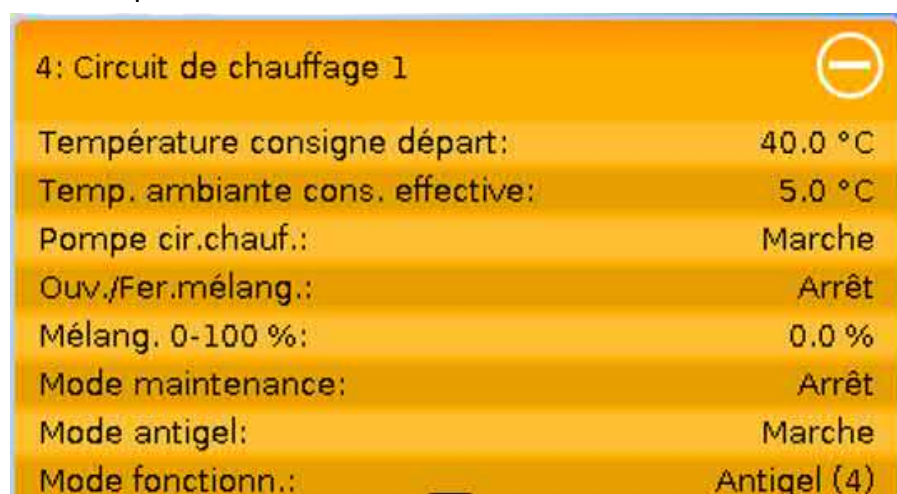 4: Circuit de chauffage 1
Température consigne départ: 40.0 °C
Temp. ambiante cons. effective: 5.0 °C
Pompe cir.chauf.: Marche
Ouv./Fer.mélang.: Arrêt
Mélang. 0-100 %: 0.0 %
Mode maintenance: Arrêt
Mode antigel: Marche
Mode fonctionn.: Antigel (4)